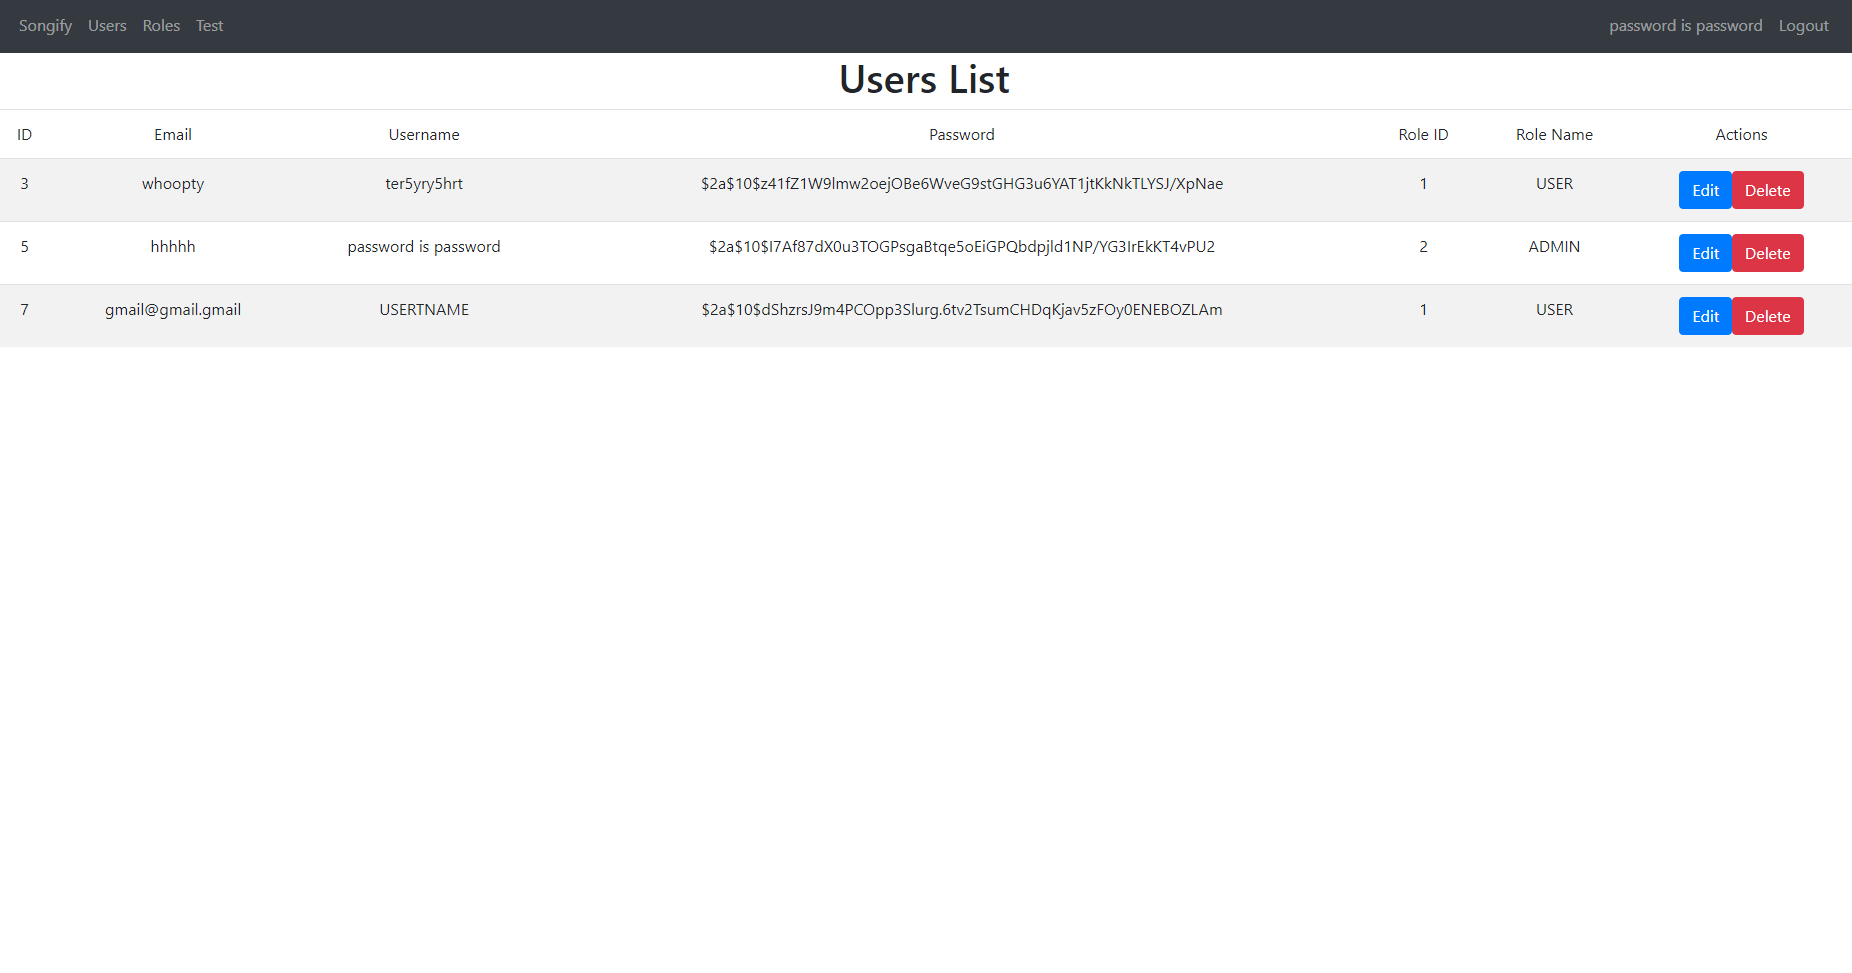 Songify Users Roles Test password is password Logout
Users List
ID Email Username Password Role ID Role Name Actions
3 whoopty ter5yry5hrt $2a$10$z41fZ1W9lmw2oejOBe6WveG9stGHG3u6YAT1jtKkNkTLYSJ/XpNae 1 USER Edit Delete
5 hhhhh password is password $2a$10$I7Af87dX0u3TOGPsgaBtqe5oEiGPQbdpjld1NP/YG3IrEkKT4vPU2 2 ADMIN Edit Delete
7 gmail@gmail.gmail USERTNAME $2a$10$dShzrsJ9m4PCOpp3Slurg.6tv2TsumCHDqKjav5zFOy0ENEBOZLAm 1 USER Edit Delete